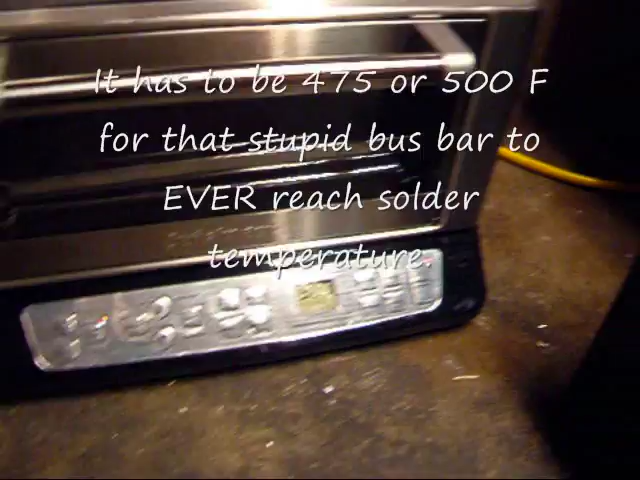 It has to be 475 or 500 F
for that stupid bus bar to
EVER reach solder
temperature.